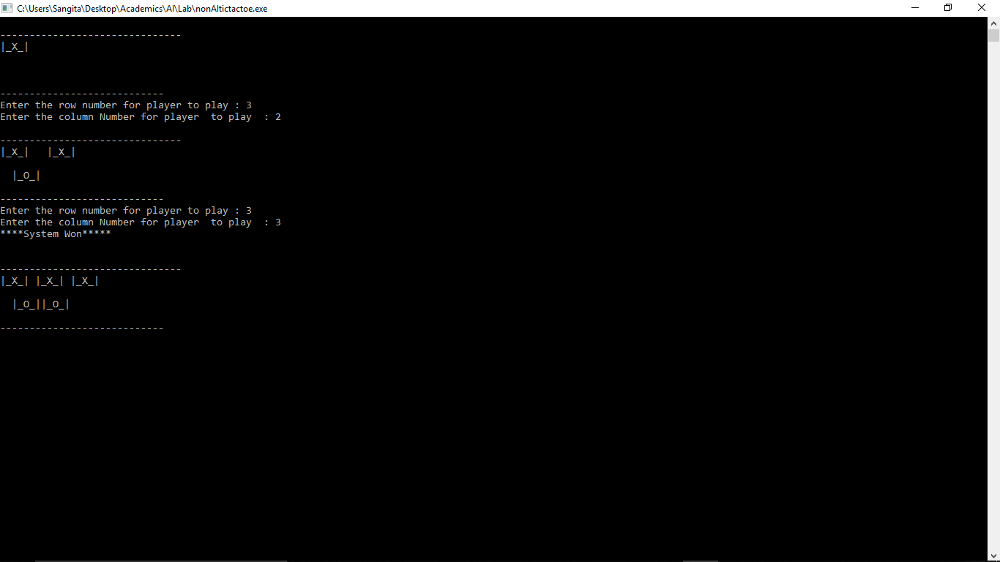 C:\Users\Sangita\Desktop\Academics\AI\Lab\nonAItictactoe.exe
-------------------------------
|_X_|
----------------------------
Enter the row number for player to play : 3
Enter the column Number for player  to play  : 2
-------------------------------
|_X_|   |_X_|
  |_O_|
----------------------------
Enter the row number for player to play : 3
Enter the column Number for player  to play  : 3
****System Won*****
-------------------------------
|_X_| |_X_| |_X_|
  |_O_||_O_|
----------------------------